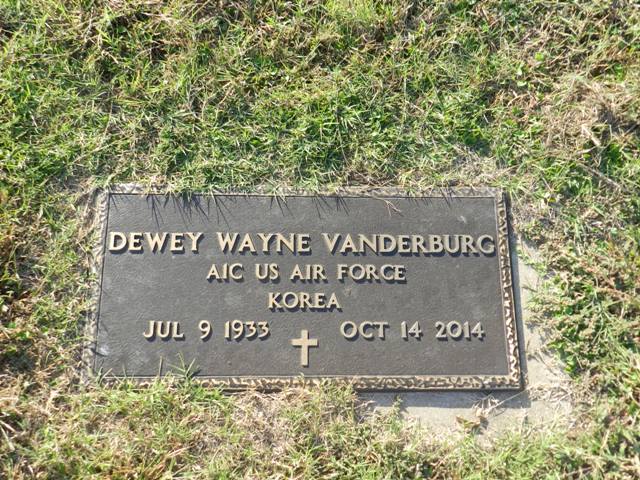 DEWEY WAYNE VANDERBURG
A1C US AIR FORCE
KOREA
JUL 9 1933 OCT 14 2014